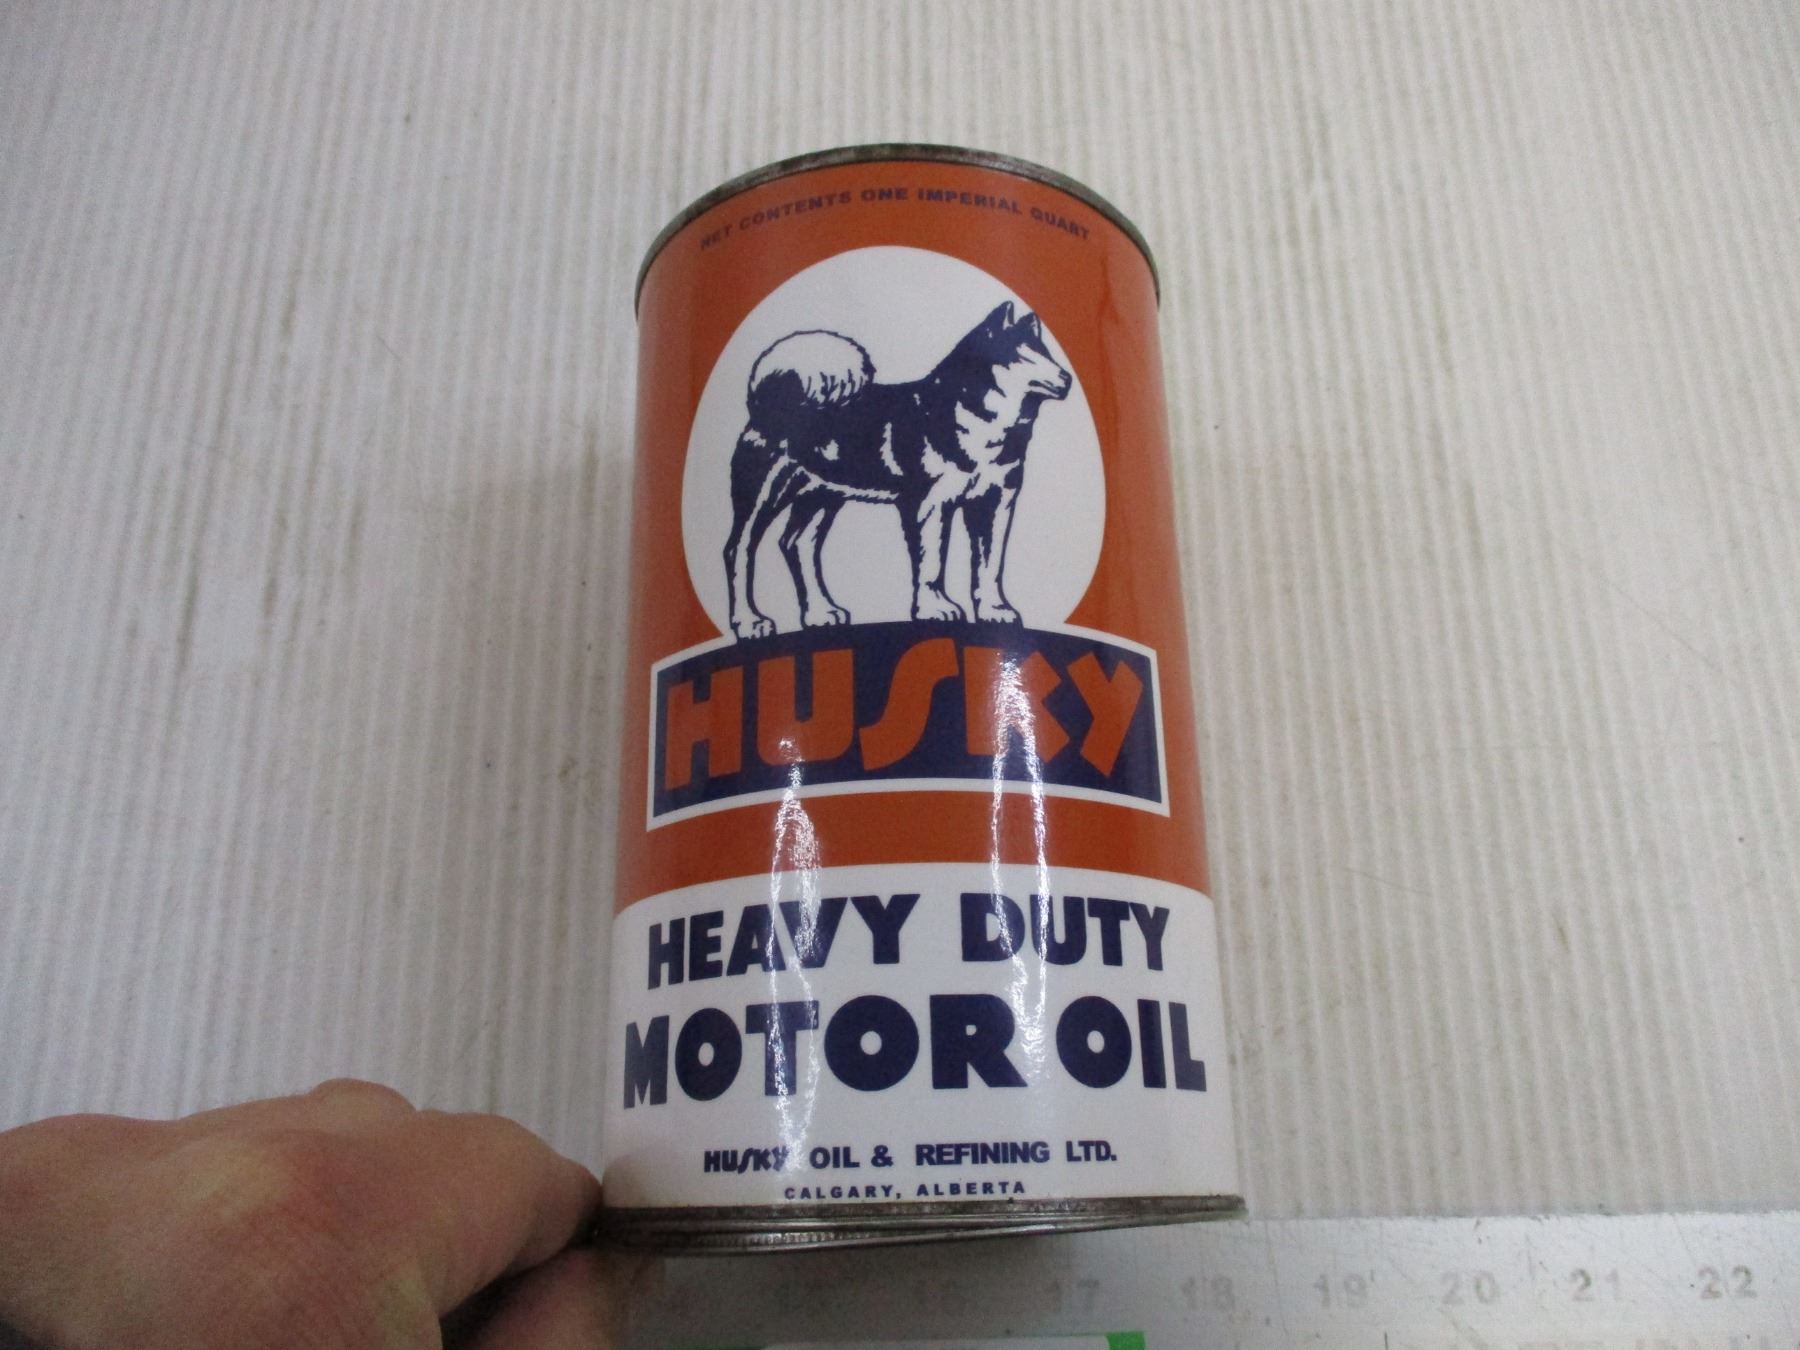 NET CONTENTS ONE IMPERIAL QUART
HUSKY
HEAVY DUTY
MOTOR OIL
HUSKY OIL & REFINING LTD.
CALGARY, ALBERTA
16 17 18 19 20 21 22